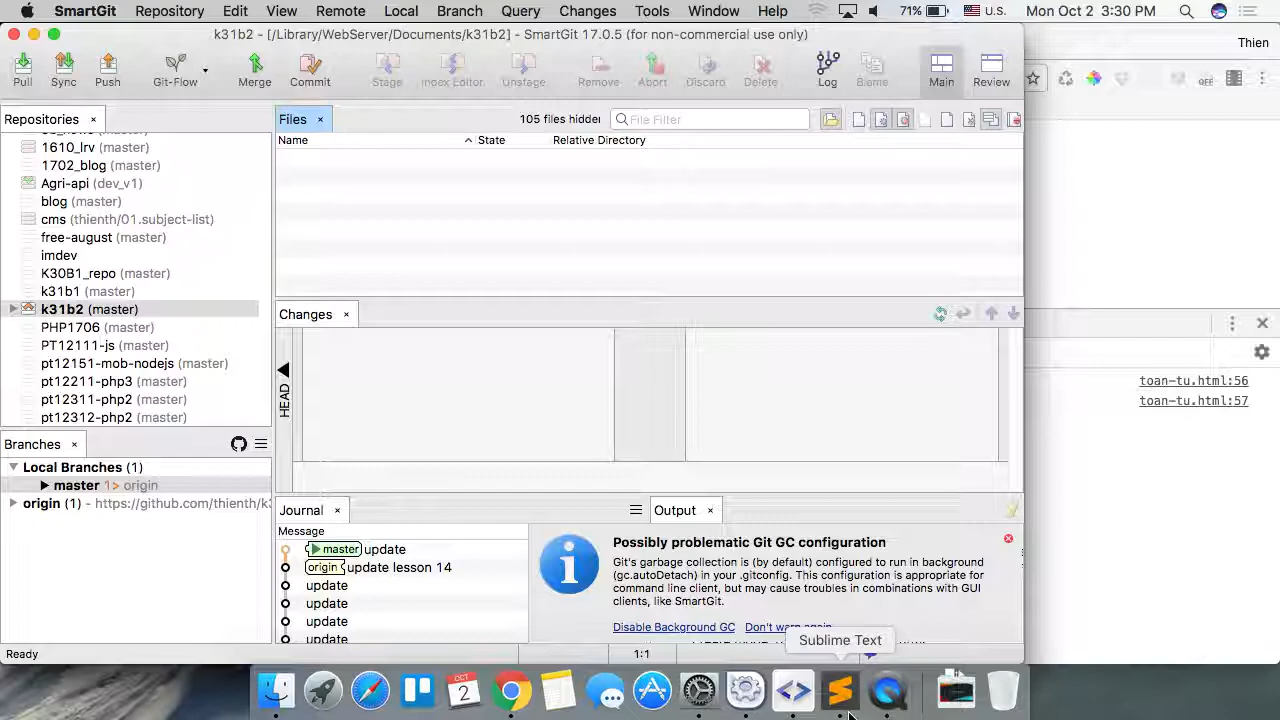 SmartGit Repository Edit View Remote Local Branch Query Changes Tools Window Help 71% U.S. Mon Oct 2 3:30 PM
k31b2 - [/Library/WebServer/Documents/k31b2] - SmartGit 17.0.5 (for non-commercial use only)
Thien
Pull Sync Push Git-Flow Merge Commit Stage Index Editor Unstage Remove Abort Discard Delete Log Blame Main Review
OFF
Repositories
Files
105 files hidden
File Filter
Name State Relative Directory
1610_lrv (master)
1702_blog (master)
Agri-api (dev_v1)
blog (master)
cms (thienth/01.subject-list)
free-august (master)
imdev
K30B1_repo (master)
k31b1 (master)
k31b2 (master)
PHP1706 (master)
PT12111-js (master)
pt12151-mob-nodejs (master)
pt12211-php3 (master)
pt12311-php2 (master)
pt12312-php2 (master)
Changes
HEAD
toan-tu.html:56
toan-tu.html:57
Branches
Local Branches (1)
master 1> origin
origin (1) - https://github.com/thienth/k3
Journal
Message
master update
origin update lesson 14
update
update
update
update
Output
Possibly problematic Git GC configuration
Git's garbage collection is (by default) configured to run in background
(gc.autoDetach) in your .gitconfig. This configuration is appropriate for
command line client, but may cause troubles in combinations with GUI
clients, like SmartGit.
Disable Background GC Don't warn again
Sublime Text
Ready
1:1
OCT
2